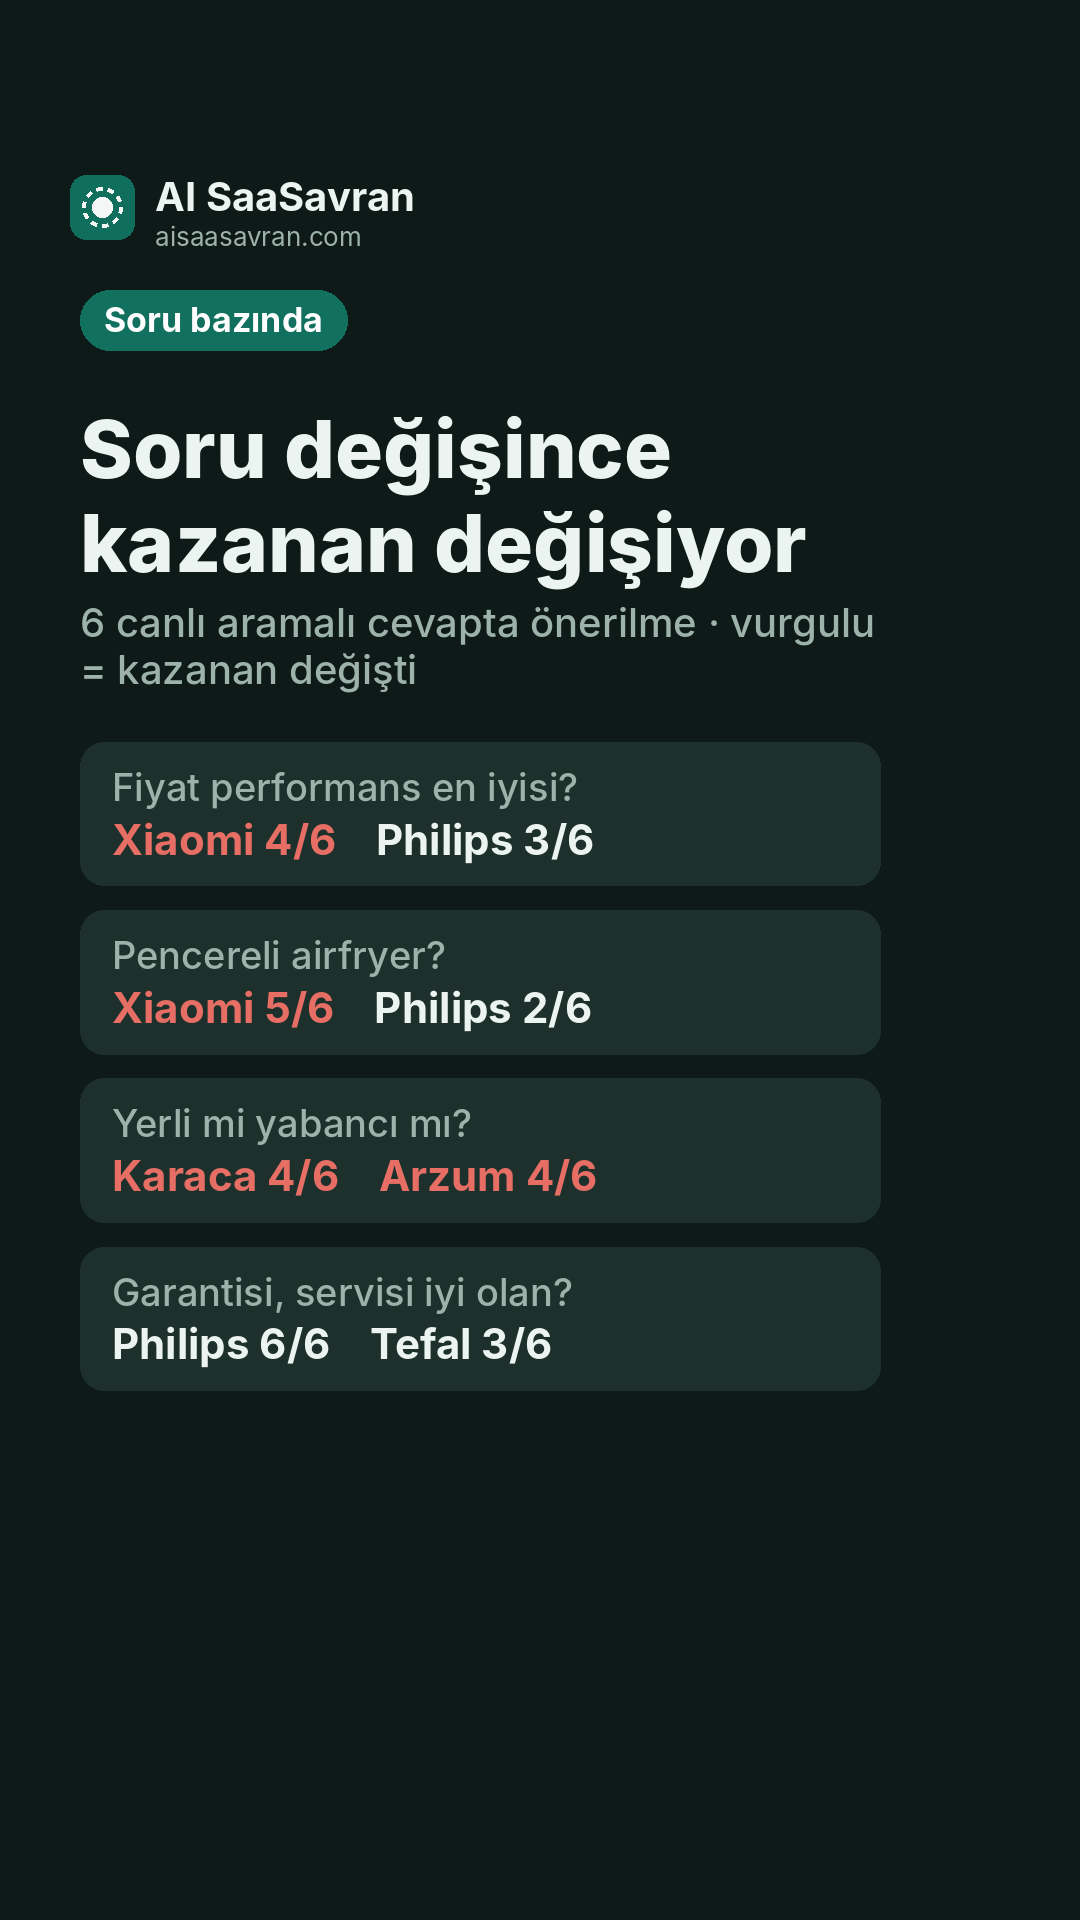 AI SaaSavran
aisaasavran.com
Soru bazında
Soru değişince
kazanan değişiyor
6 canlı aramalı cevapta önerilme · vurgulu
= kazanan değişti
Fiyat performans en iyisi?
Xiaomi 4/6 Philips 3/6
Pencereli airfryer?
Xiaomi 5/6 Philips 2/6
Yerli mi yabancı mı?
Karaca 4/6 Arzum 4/6
Garantisi, servisi iyi olan?
Philips 6/6 Tefal 3/6